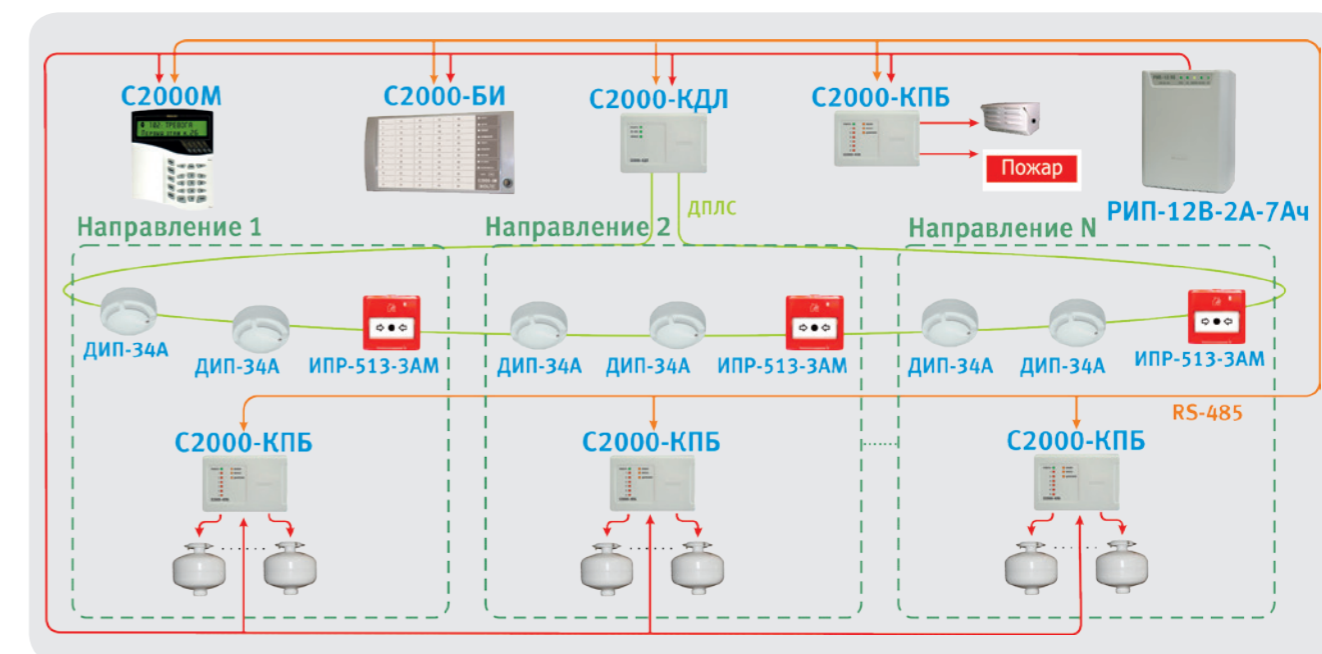 С2000М
С2000-БИ
С2000-КДЛ
С2000-КПБ
Пожар
РИП-12В-2А-7Ач
ДПЛС
Направление 1
Направление 2
Направление N
ДИП-34А
ДИП-34А
ИПР-513-3АМ
ДИП-34А
ДИП-34А
ИПР-513-3АМ
ДИП-34А
ДИП-34А
ИПР-513-3АМ
RS-485
С2000-КПБ
С2000-КПБ
С2000-КПБ